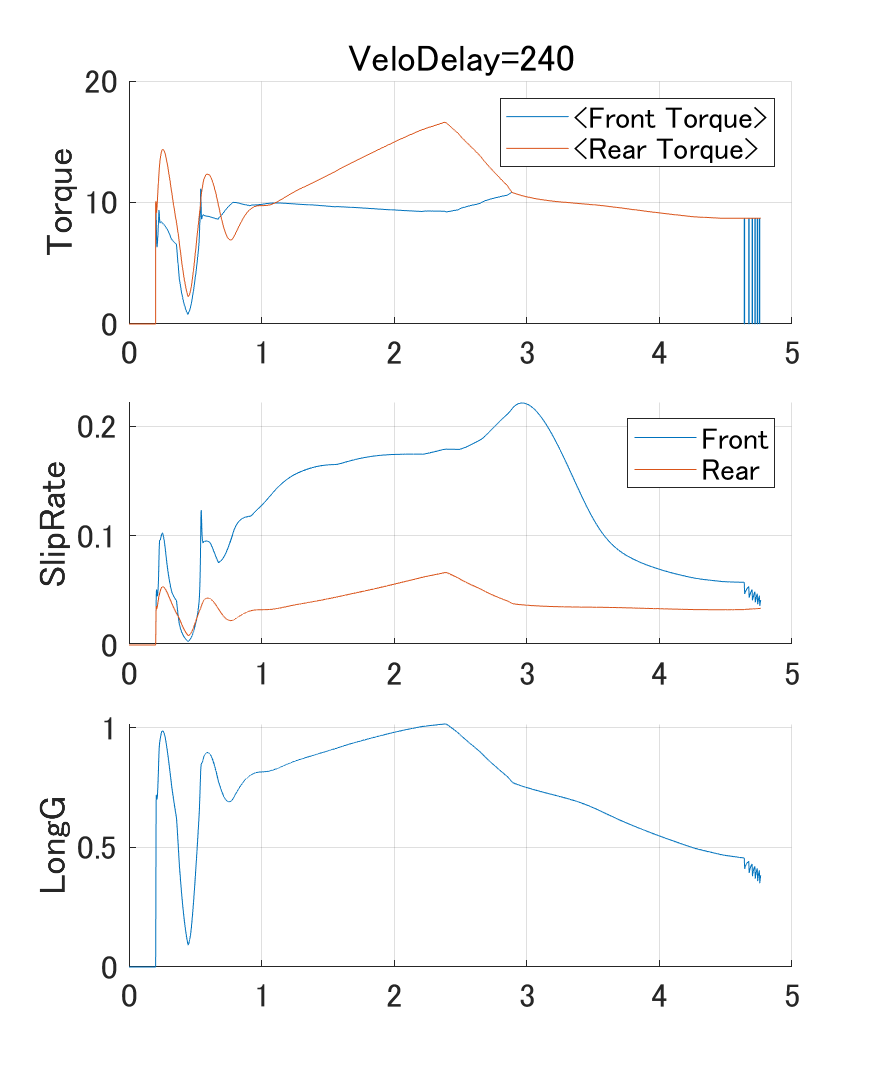 VeloDelay=240
20
10
0
Torque
<Front Torque>
<Rear Torque>
0 1 2 3 4 5
0.2
0.1
0
SlipRate
Front
Rear
0 1 2 3 4 5
1
0.5
0
LongG
0 1 2 3 4 5